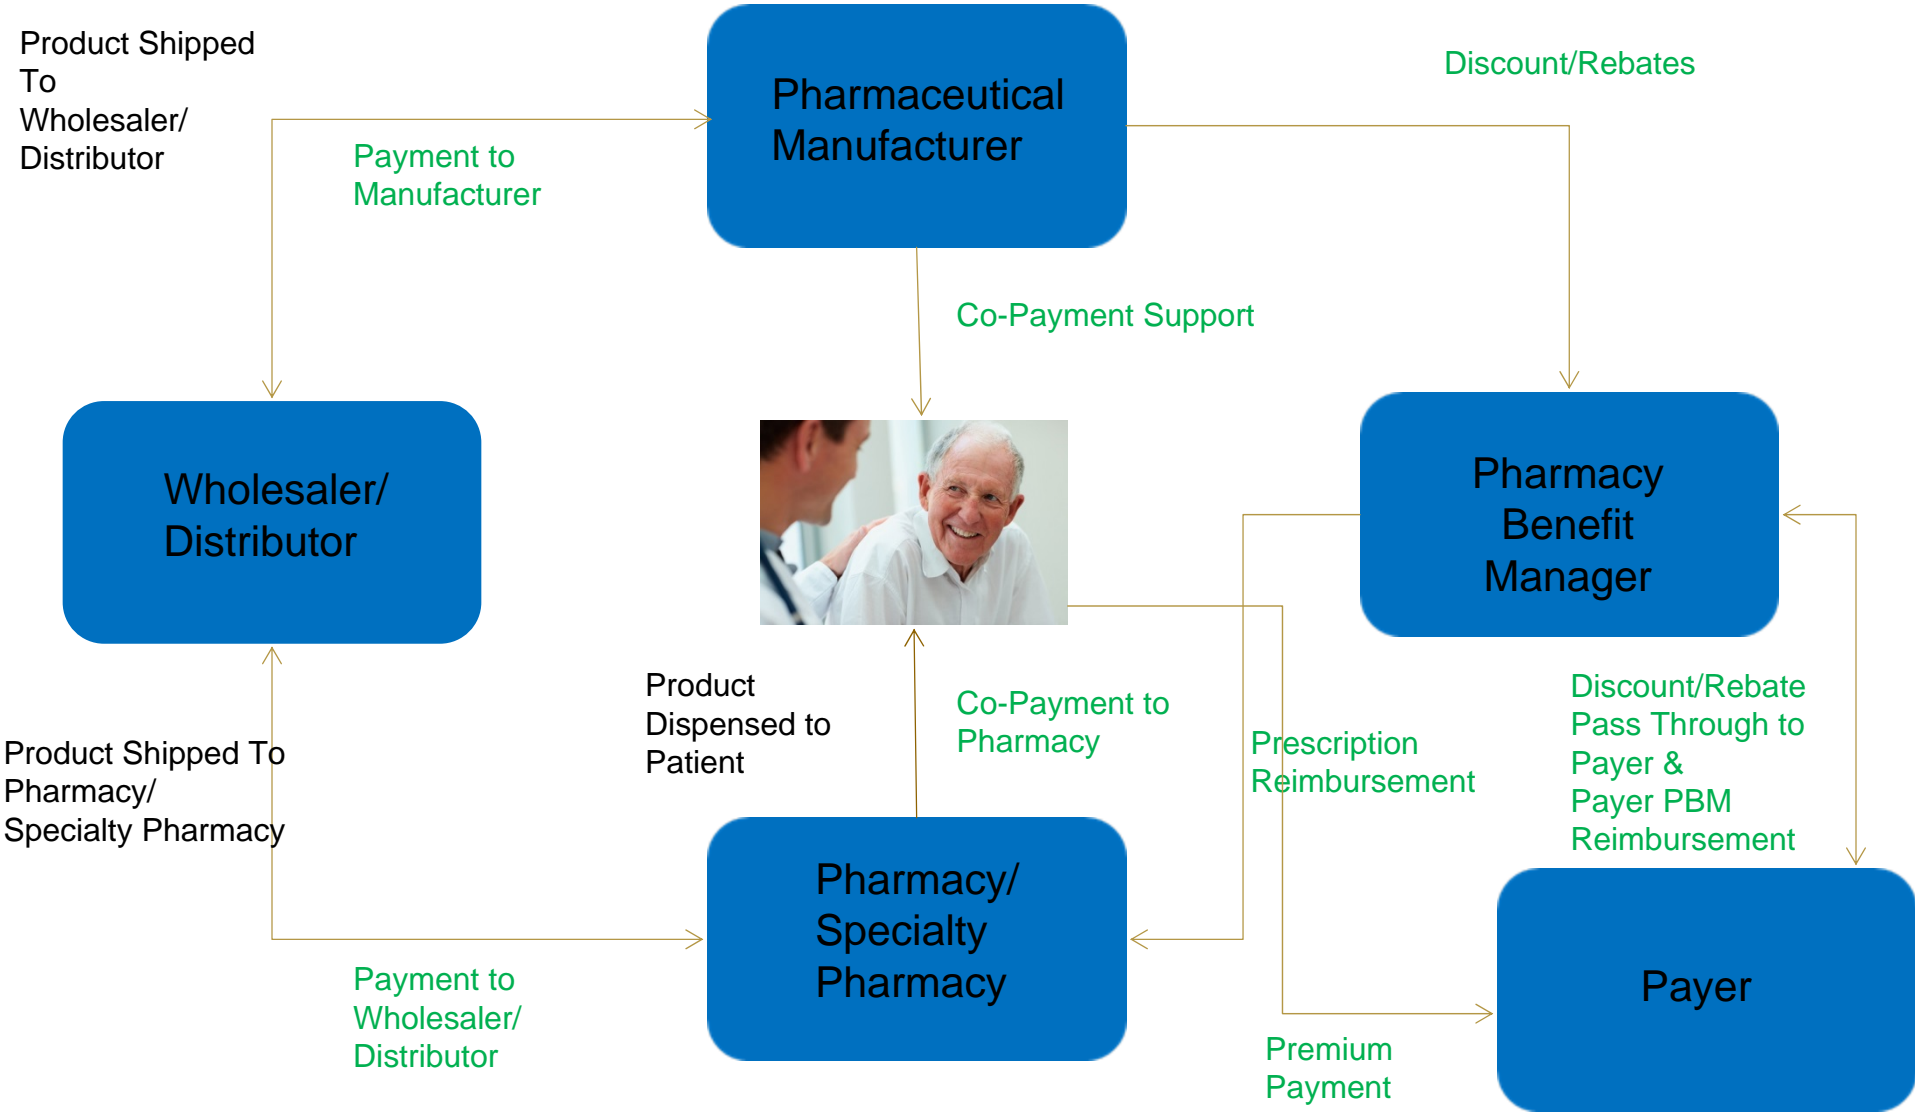 Product Shipped
To
Wholesaler/
Distributor
Payment to
Manufacturer
Pharmaceutical
Manufacturer
Discount/Rebates
Co-Payment Support
Wholesaler/
Distributor
Pharmacy
Benefit
Manager
Product Shipped To
Pharmacy/
Specialty Pharmacy
Product
Dispensed to
Patient
Co-Payment to
Pharmacy
Prescription
Reimbursement
Discount/Rebate
Pass Through to
Payer &
Payer PBM
Reimbursement
Payment to
Wholesaler/
Distributor
Pharmacy/
Specialty
Pharmacy
Premium
Payment
Payer